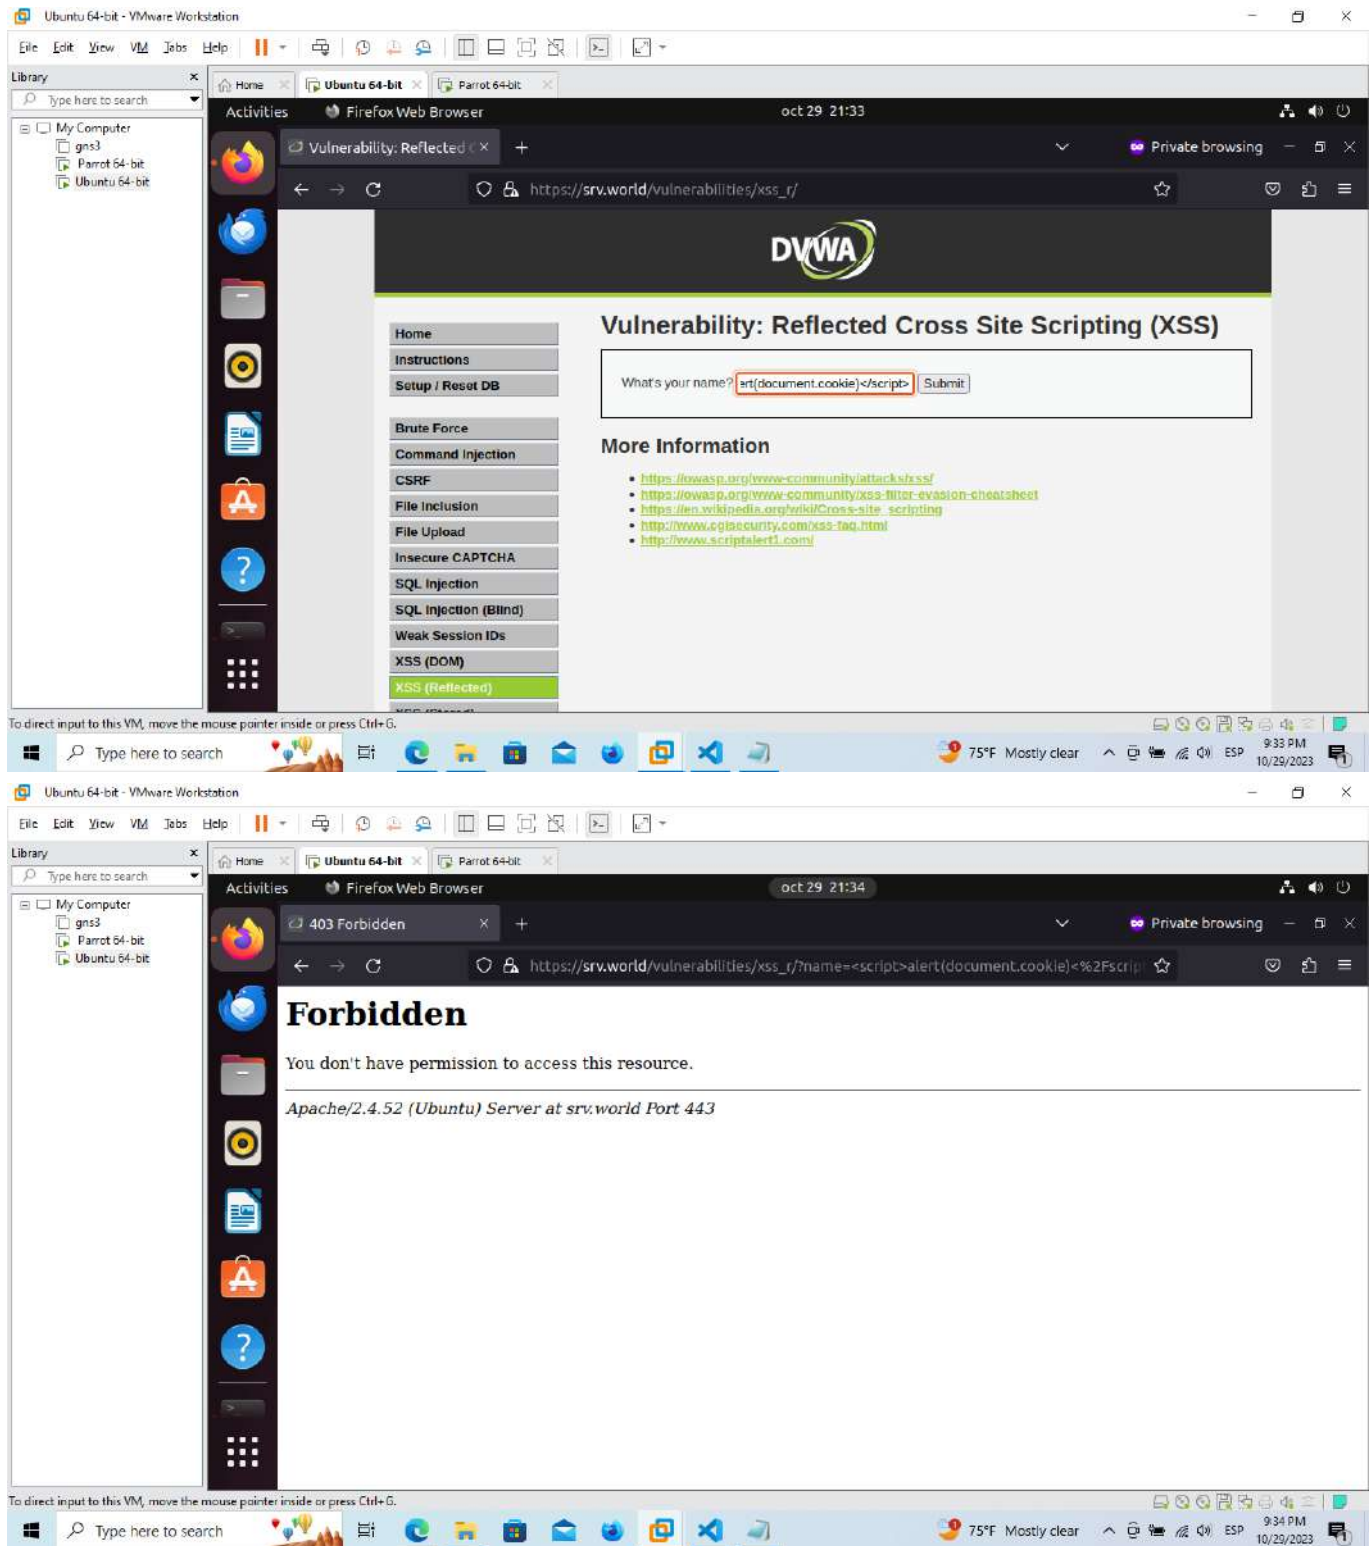 Ubuntu 64-bit - VMware Workstation
File Edit View VM Tabs Help
Library
Type here to search
My Computer
gns3
Parrot 64-bit
Ubuntu 64-bit
Home
Ubuntu 64-bit
Parrot 64-bit
Activities
Firefox Web Browser
oct 29 21:33
Vulnerability: Reflected C
Private browsing
https://srv.world/vulnerabilities/xss_r/
DVWA
Home
Instructions
Setup / Reset DB
Brute Force
Command Injection
CSRF
File Inclusion
File Upload
Insecure CAPTCHA
SQL Injection
SQL Injection (Blind)
Weak Session IDs
XSS (DOM)
XSS (Reflected)
XSS (Stored)
Vulnerability: Reflected Cross Site Scripting (XSS)
What's your name? ert(document.cookie)</script> Submit
More Information
https://owasp.org/www-community/attacks/xss/
https://owasp.org/www-community/xss-filter-evasion-cheatsheet
https://en.wikipedia.org/wiki/Cross-site_scripting
http://www.cgisecurity.com/xss-faq.html
http://www.scriptalert1.com/
To direct input to this VM, move the mouse pointer inside or press Ctrl+G.
Type here to search
75°F Mostly clear
ESP
9:33 PM
10/29/2023
Ubuntu 64-bit - VMware Workstation
File Edit View VM Tabs Help
Library
Type here to search
My Computer
gns3
Parrot 64-bit
Ubuntu 64-bit
Home
Ubuntu 64-bit
Parrot 64-bit
Activities
Firefox Web Browser
oct 29 21:34
403 Forbidden
Private browsing
https://srv.world/vulnerabilities/xss_r/?name=<script>alert(document.cookie)<%2Fscrip
Forbidden
You don't have permission to access this resource.
Apache/2.4.52 (Ubuntu) Server at srv.world Port 443
To direct input to this VM, move the mouse pointer inside or press Ctrl+G.
Type here to search
75°F Mostly clear
ESP
9:34 PM
10/29/2023